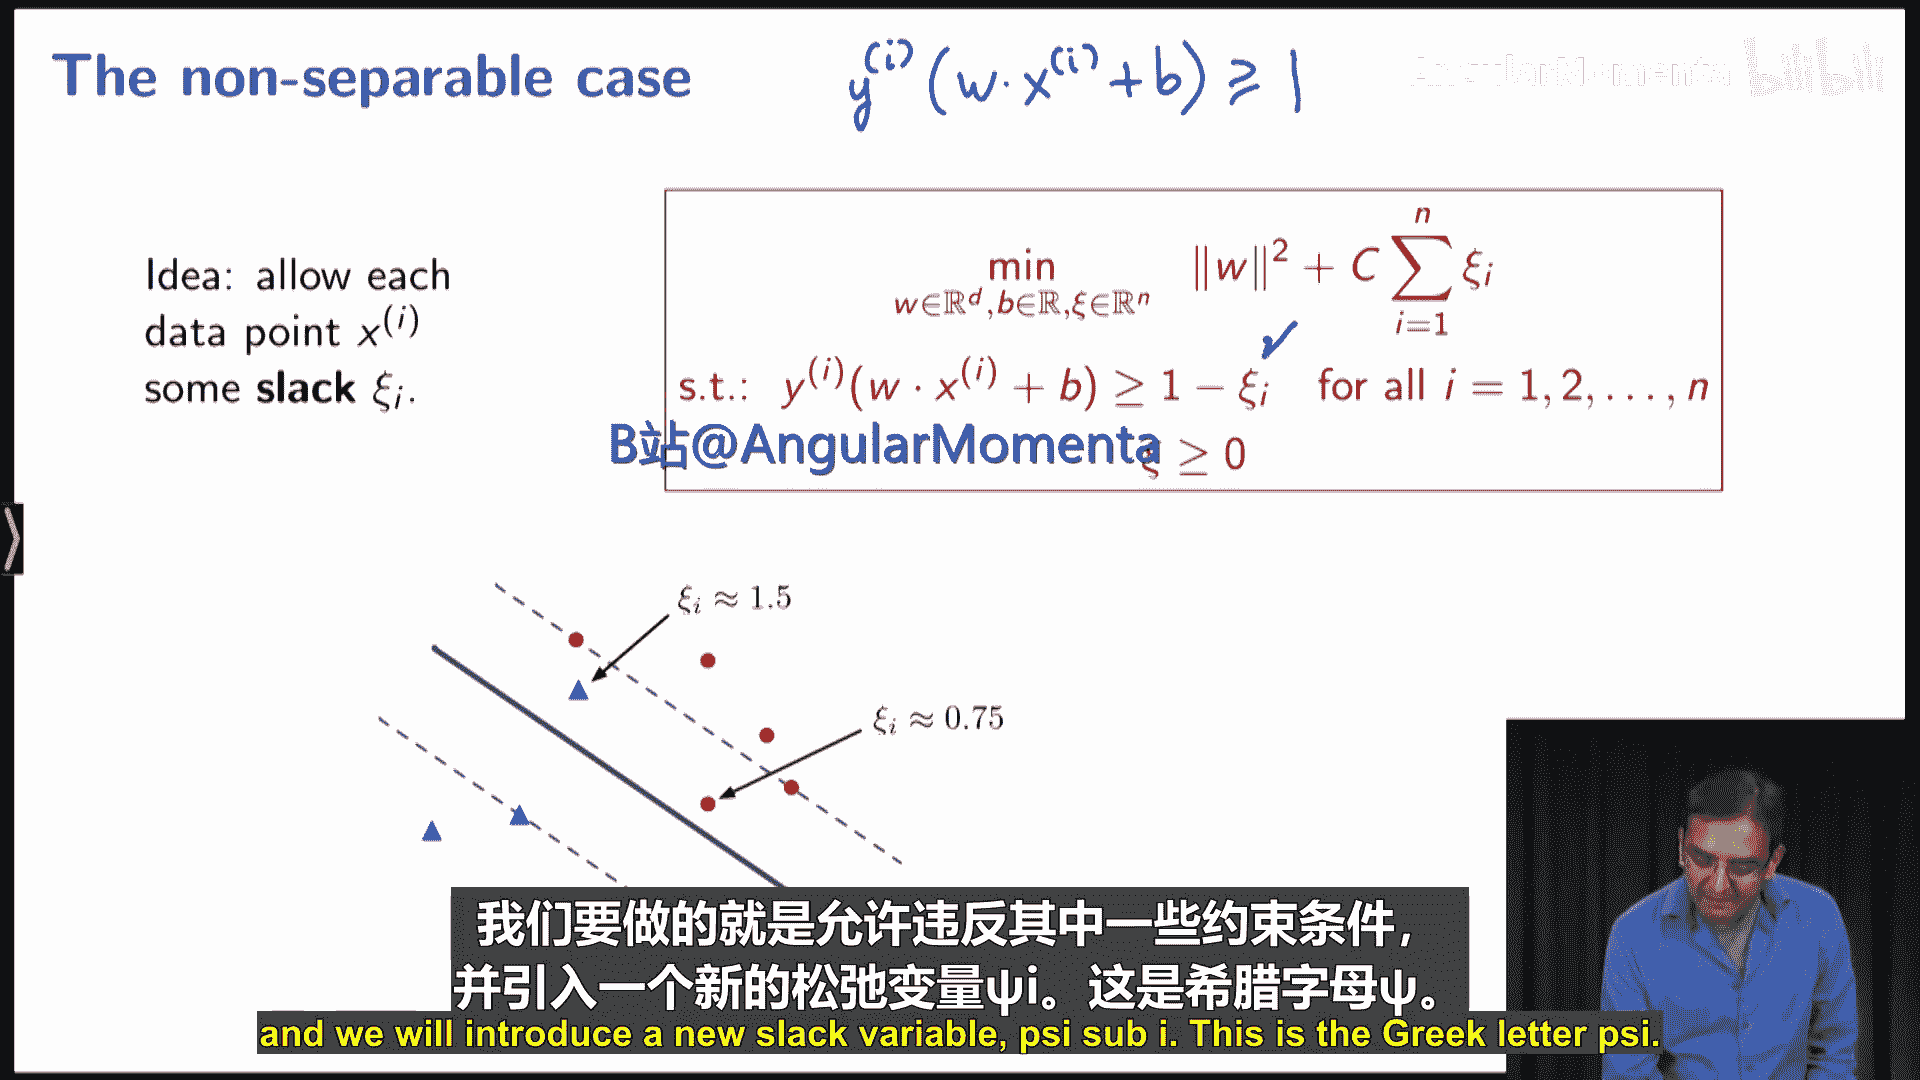 The non-separable case
y^{(i)} (w · x^{(i)} + b) ⩾ 1
AngularMomenta bilibili
Idea: allow each
data point x^{(i)}
some slack ξ_i.
min_{w∈ℝ^d, b∈ℝ, ξ∈ℝ^n} ‖w‖^2 + C ∑_{i=1}^{n} ξ_i
s.t.: y^{(i)}(w · x^{(i)} + b) ≥ 1 − ξ_i for all i = 1, 2, . . . , n
ξ ≥ 0
B站@AngularMomenta
ξ_i ≈ 1.5
ξ_i ≈ 0.75
我们要做的就是允许违反其中一些约束条件，
并引入一个新的松弛变量ψi。这是希腊字母ψ。
and we will introduce a new slack variable, psi sub i. This is the Greek letter psi.